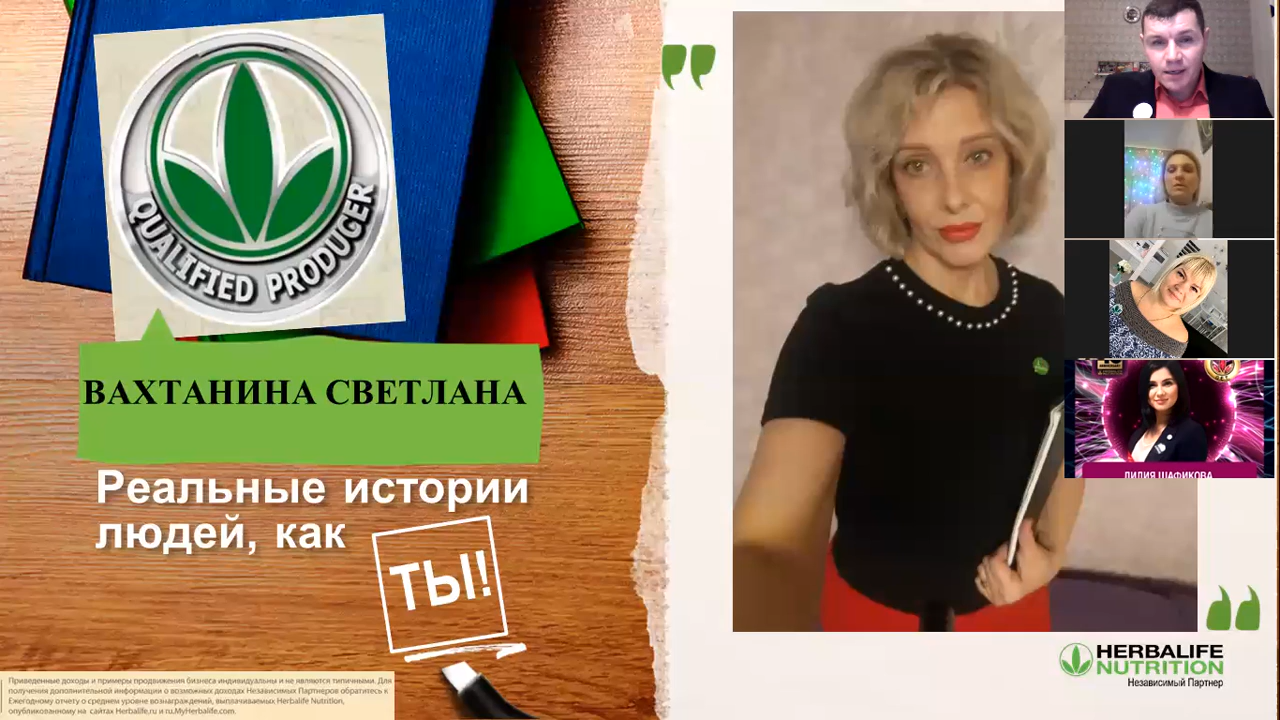 QUALIFIED PRODUCER
ВАХТАНИНА СВЕТЛАНА
Реальные истории
людей, как
ТЫ!
Приведенные доходы и примеры продвижения бизнеса индивидуальны и не являются типичными. Для
получения дополнительной информации о возможных доходах Независимых Партнеров обратитесь к
Ежегодному отчету о среднем уровне вознаграждений, выплачиваемых Herbalife Nutrition,
опубликованному на сайтах Herbalife.ru и ru.MyHerbalife.com.
ЛИЛИЯ ШАФИКОВА
HERBALIFE
NUTRITION
Независимый Партнер